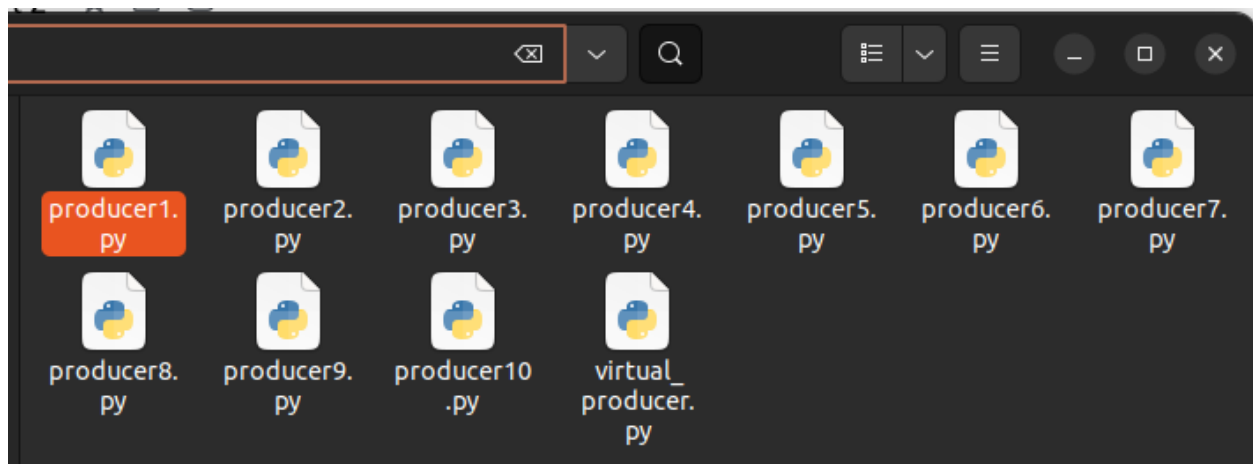 producer1.
py
producer2.
py
producer3.
py
producer4.
py
producer5.
py
producer6.
py
producer7.
py
producer8.
py
producer9.
py
producer10
.py
virtual_
producer.
py